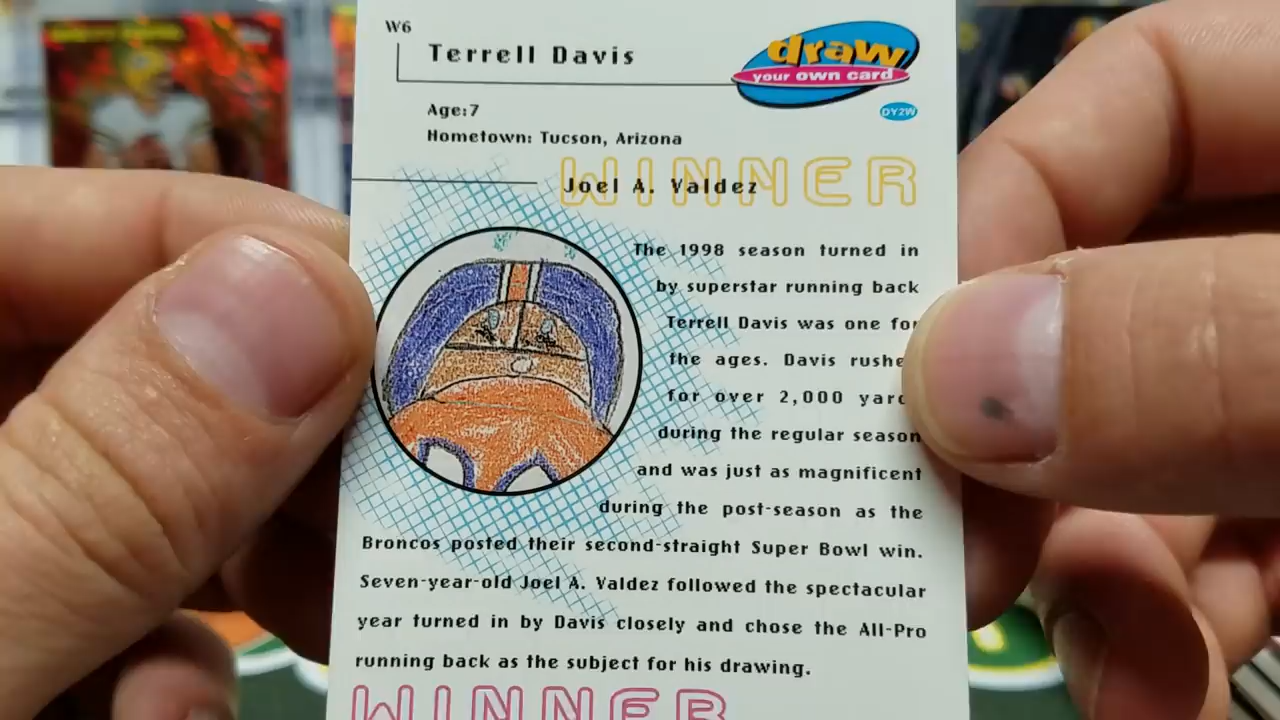 W6
Terrell Davis
draw
your own card
DY2W
Age:7
Hometown: Tucson, Arizona
WINNER
Joel A. Valdez
The 1998 season turned in
by superstar running back
Terrell Davis was one for
the ages. Davis rushe
for over 2,000 yard
during the regular season
and was just as magnificent
during the post-season as the
Broncos posted their second-straight Super Bowl win.
Seven-year-old Joel A. Valdez followed the spectacular
year turned in by Davis closely and chose the All-Pro
running back as the subject for his drawing.
WINNER